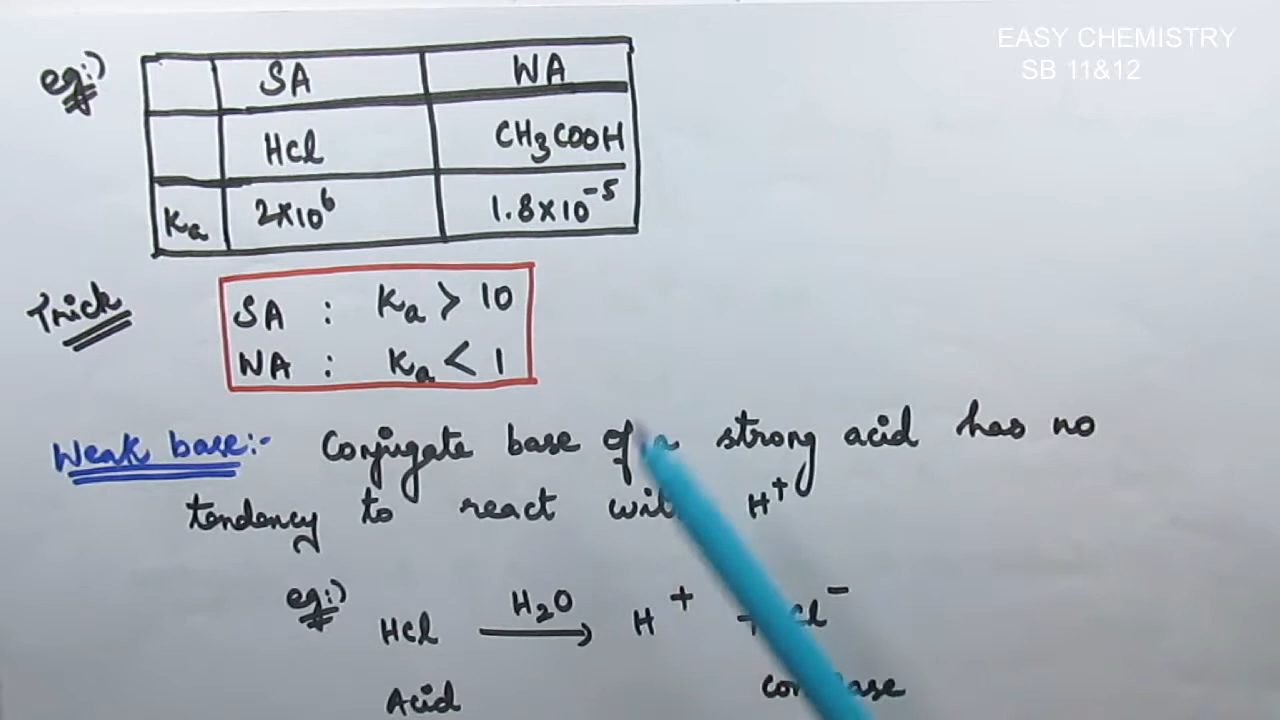 EASY CHEMISTRY
SB 11&12
eg:)
SA WA
HCl CH3COOH
Ka 2×10⁶ 1.8×10⁻⁵
Trick
SA : Ka > 10
WA : Ka < 1
Weak base:- Conjugate base of a strong acid has no
tendency to react with H⁺
eg:) HCl H2O → H⁺ + Cl⁻
Acid